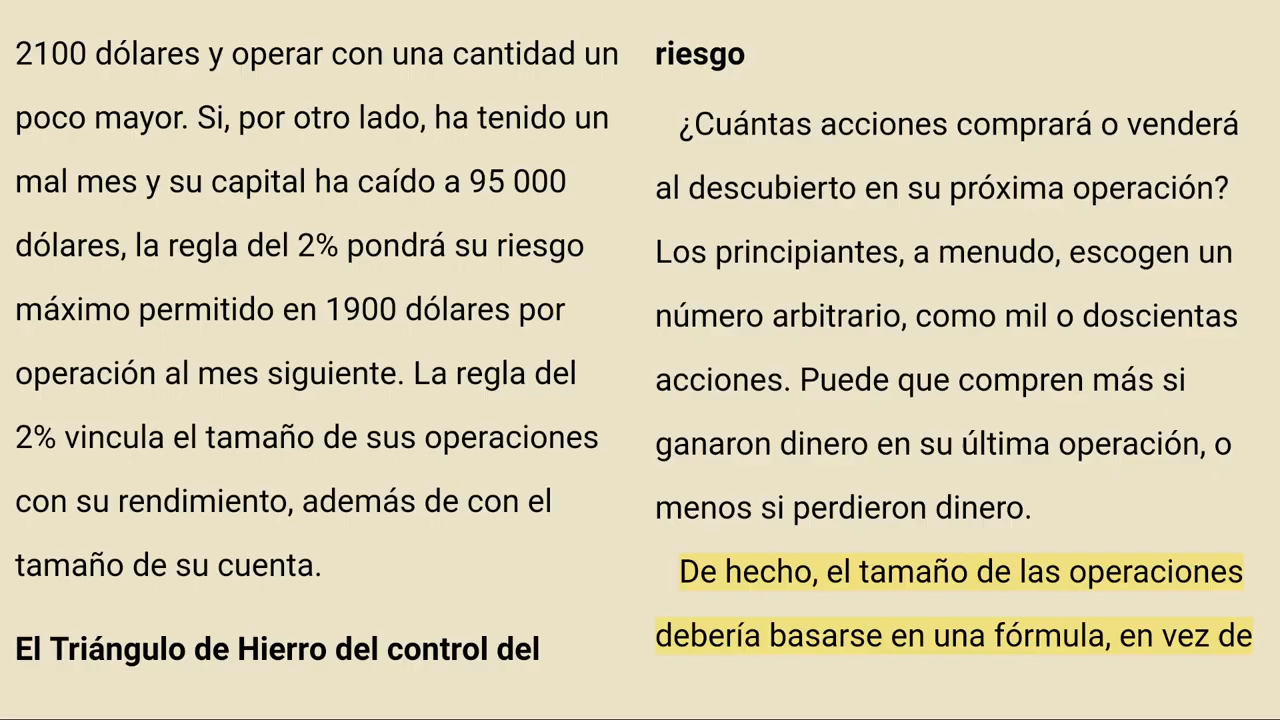 2100 dólares y operar con una cantidad un
poco mayor. Si, por otro lado, ha tenido un
mal mes y su capital ha caído a 95 000
dólares, la regla del 2% pondrá su riesgo
máximo permitido en 1900 dólares por
operación al mes siguiente. La regla del
2% vincula el tamaño de sus operaciones
con su rendimiento, además de con el
tamaño de su cuenta.
El Triángulo de Hierro del control del
riesgo
¿Cuántas acciones comprará o venderá
al descubierto en su próxima operación?
Los principiantes, a menudo, escogen un
número arbitrario, como mil o doscientas
acciones. Puede que compren más si
ganaron dinero en su última operación, o
menos si perdieron dinero.
De hecho, el tamaño de las operaciones
debería basarse en una fórmula, en vez de